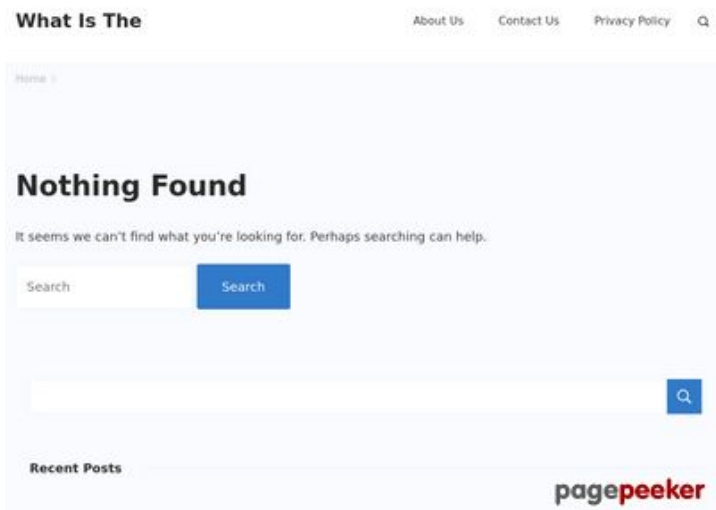 What Is The
About Us Contact Us Privacy Policy
Home »
Nothing Found
It seems we can't find what you're looking for. Perhaps searching can help.
Search Search
Recent Posts
pagepeeker